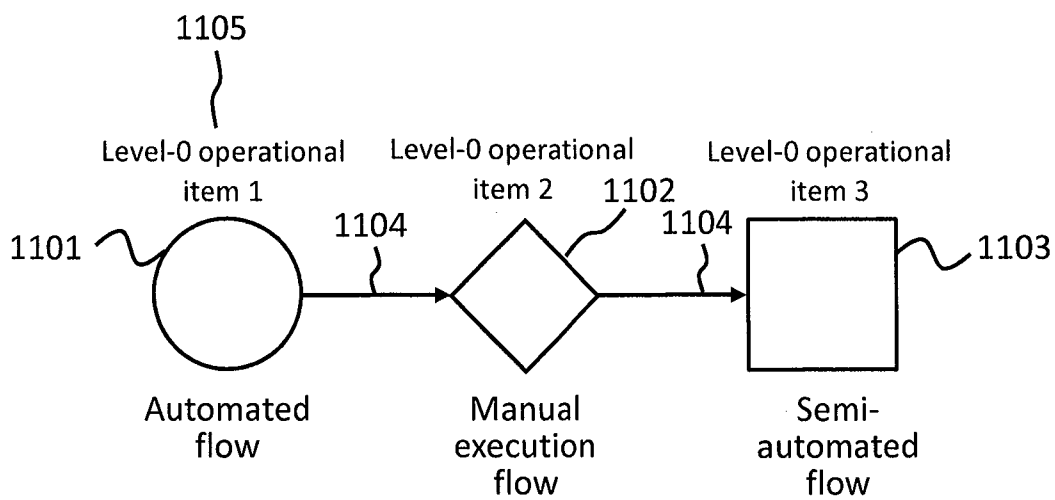 1105
Level-0 operational
item 1
Level-0 operational
item 2
Level-0 operational
item 3
1101
1104
1102
1104
1103
Automated
flow
Manual
execution
flow
Semi-
automated
flow